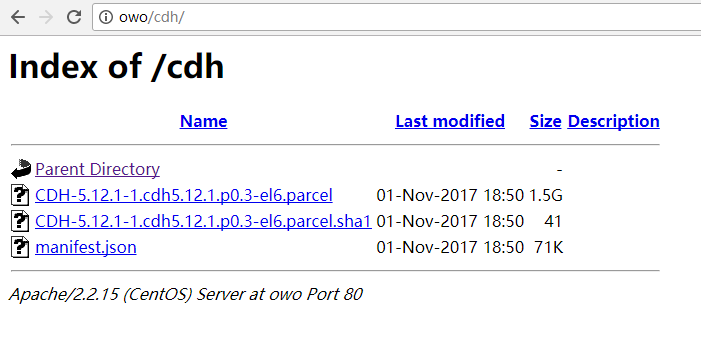 owo/cdh/
Index of /cdh
Name Last modified Size Description
Parent Directory -
CDH-5.12.1-1.cdh5.12.1.p0.3-el6.parcel 01-Nov-2017 18:50 1.5G
CDH-5.12.1-1.cdh5.12.1.p0.3-el6.parcel.sha1 01-Nov-2017 18:50 41
manifest.json 01-Nov-2017 18:50 71K
Apache/2.2.15 (CentOS) Server at owo Port 80